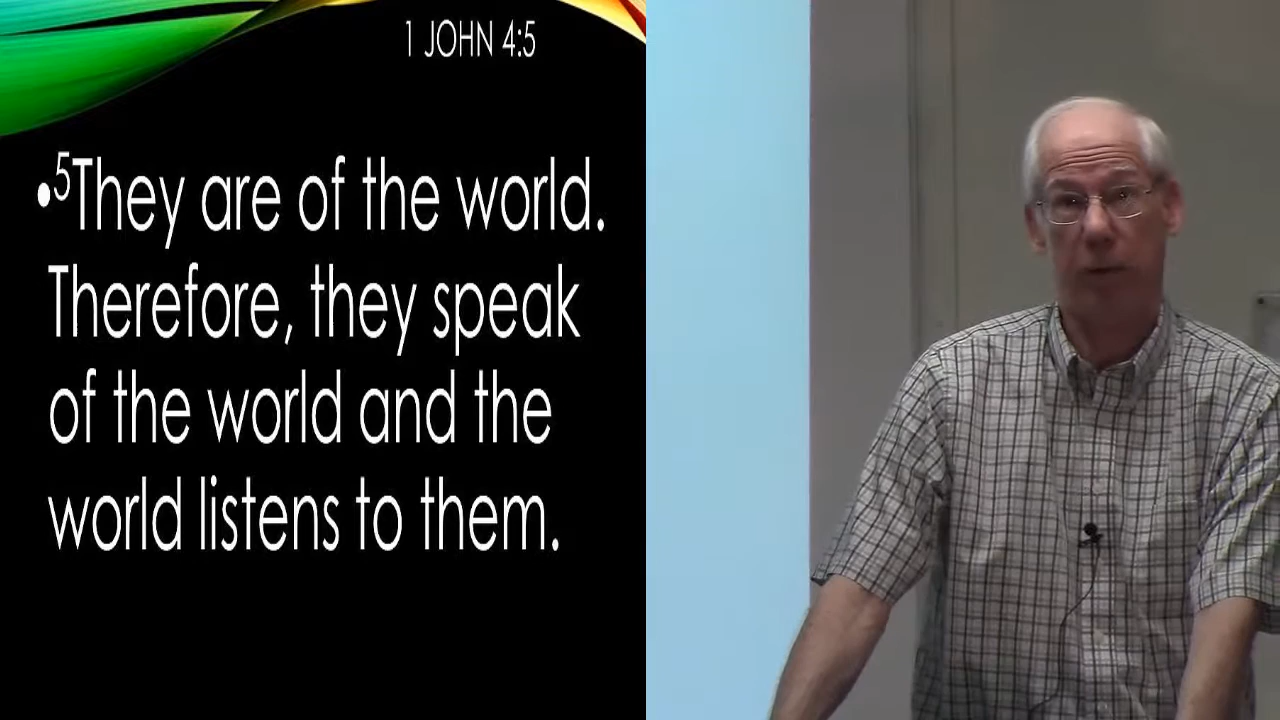 1 JOHN 4:5
•⁵They are of the world.
Therefore, they speak
of the world and the
world listens to them.